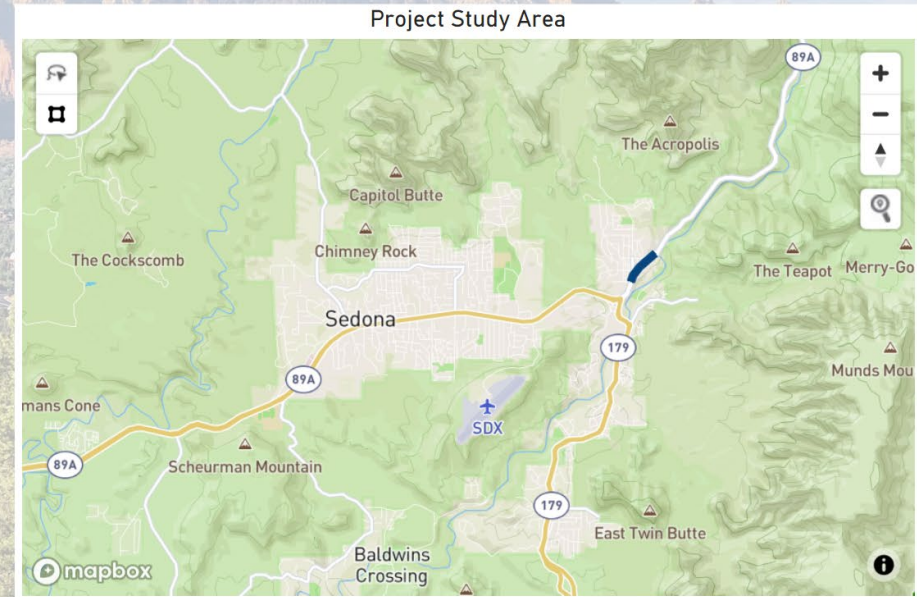 Project Study Area
89A
The Acropolis
Capitol Butte
Chimney Rock
The Cockscomb
The Teapot
Merry-Go
Sedona
179
89A
Munds Mou
mans Cone
SDX
89A
Scheurman Mountain
179
East Twin Butte
Baldwins
Crossing
mapbox